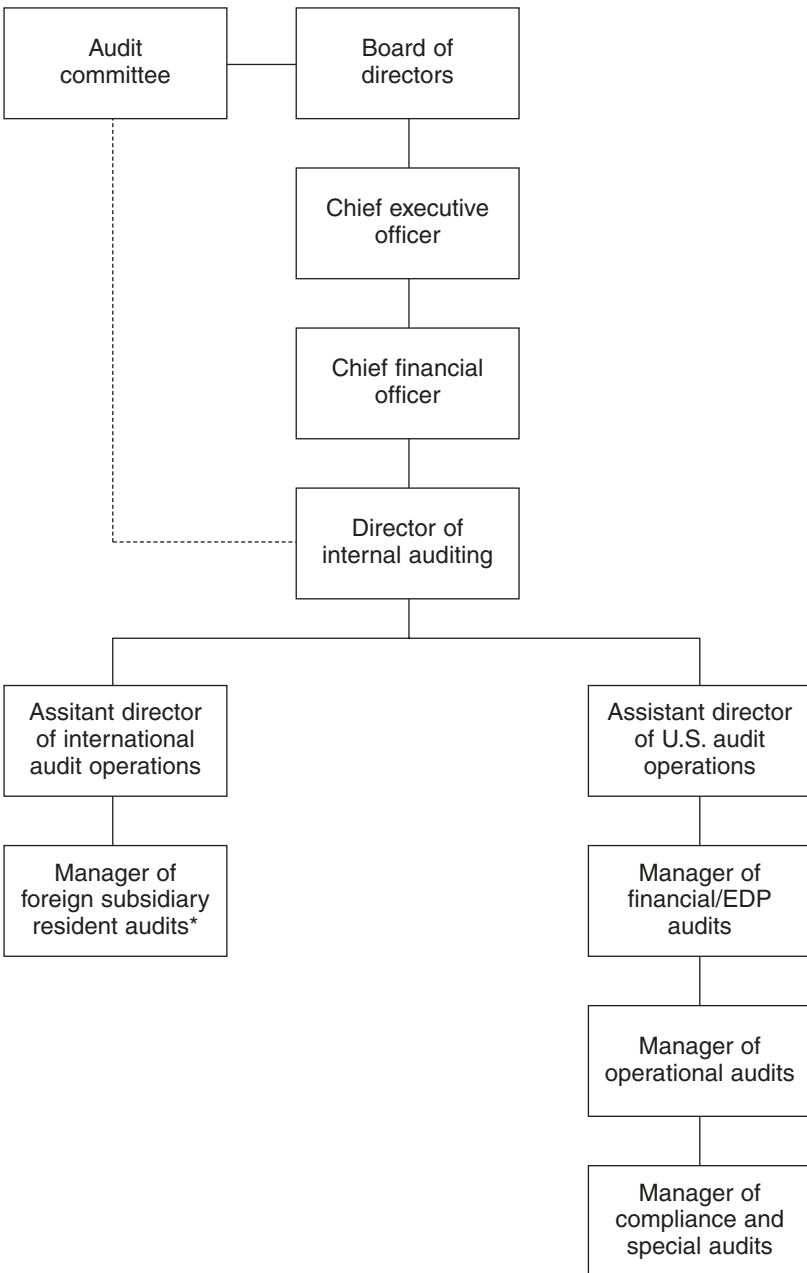 Audit
committee
Board of
directors
Chief executive
officer
Chief financial
officer
Director of
internal auditing
Assitant director
of international
audit operations
Assistant director
of U.S. audit
operations
Manager of
foreign subsidiary
resident audits*
Manager of
financial/EDP
audits
Manager of
operational audits
Manager of
compliance and
special audits